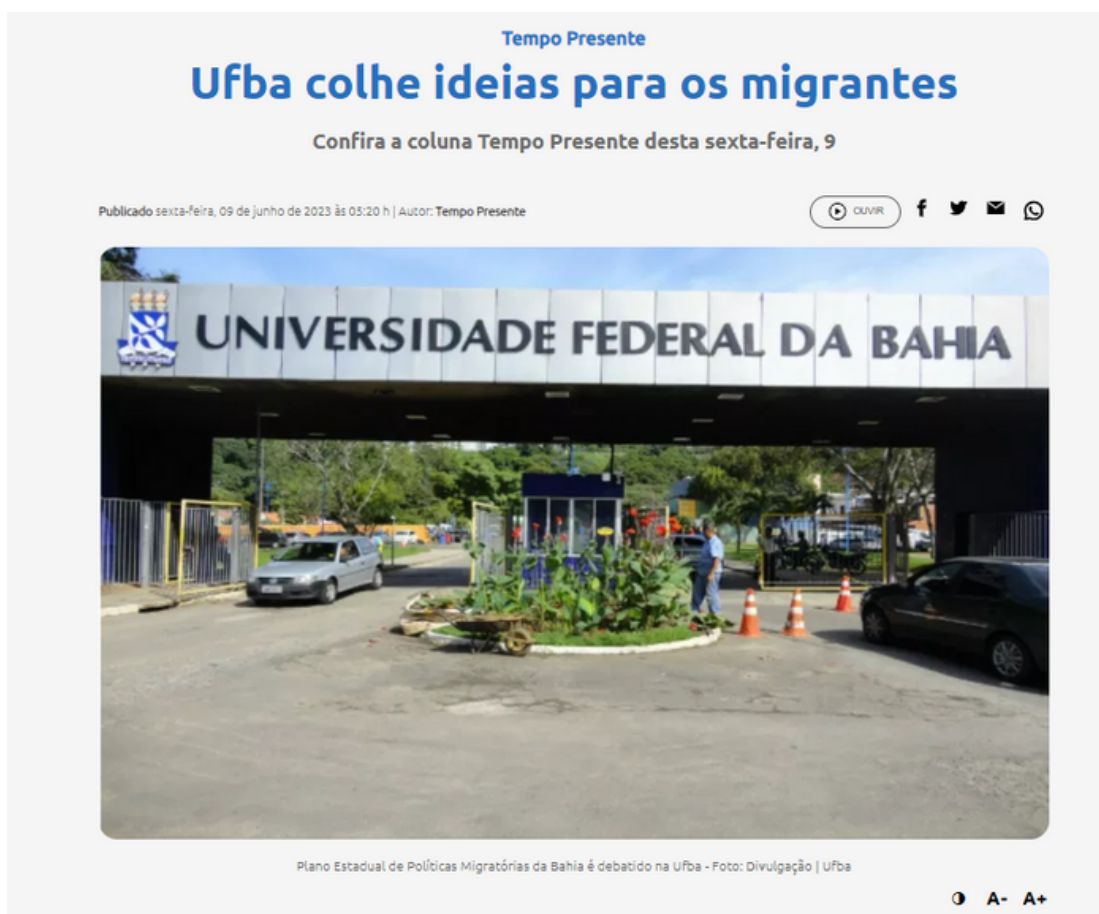 Tempo Presente
Ufba colhe ideias para os migrantes
Confira a coluna Tempo Presente desta sexta-feira, 9
Publicado sexta-feira, 09 de junho de 2023 às 05:20 h | Autor: Tempo Presente
OUVIR
UNIVERSIDADE FEDERAL DA BAHIA
Plano Estadual de Políticas Migratórias da Bahia é debatido na Ufba - Foto: Divulgação | Ufba
A- A+